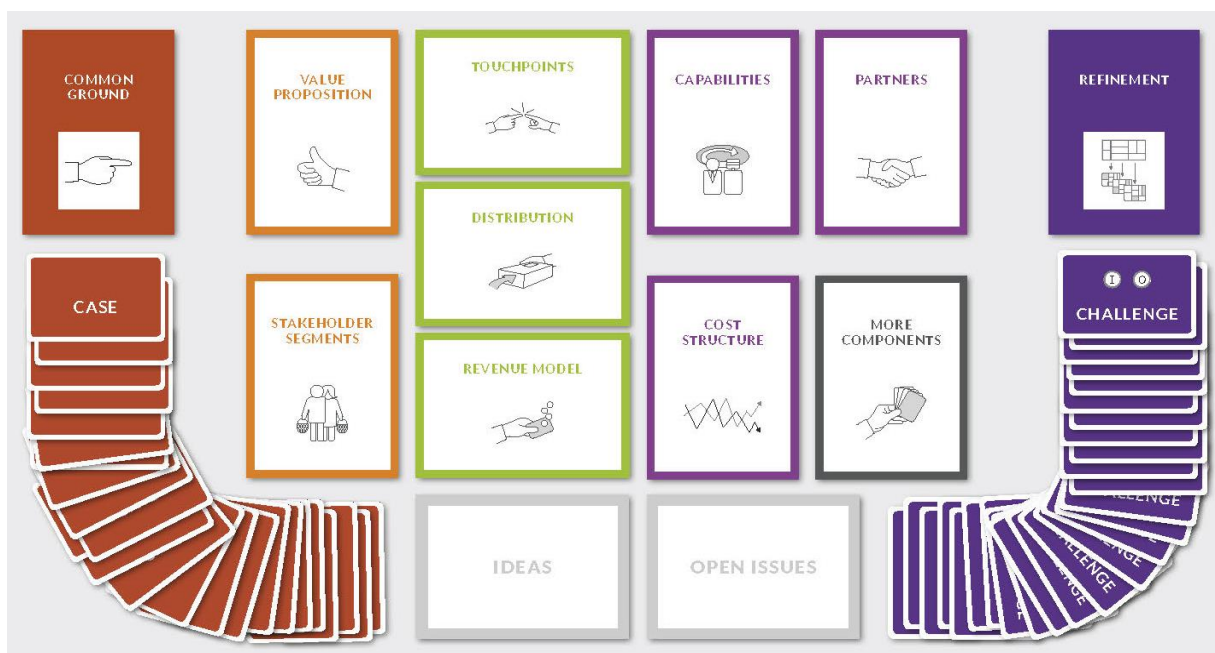 COMMON
GROUND
VALUE
PROPOSITION
TOUCHPOINTS
CAPABILITIES
PARTNERS
REFINEMENT
DISTRIBUTION
CASE
STAKEHOLDER
SEGMENTS
REVENUE MODEL
COST
STRUCTURE
MORE
COMPONENTS
I O
CHALLENGE
IDEAS
OPEN ISSUES
CHALLENGE